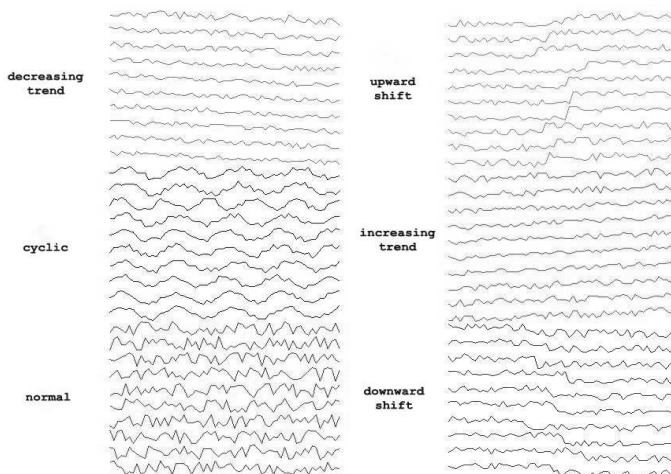 decreasing
trend
cyclic
normal
upward
shift
increasing
trend
downward
shift